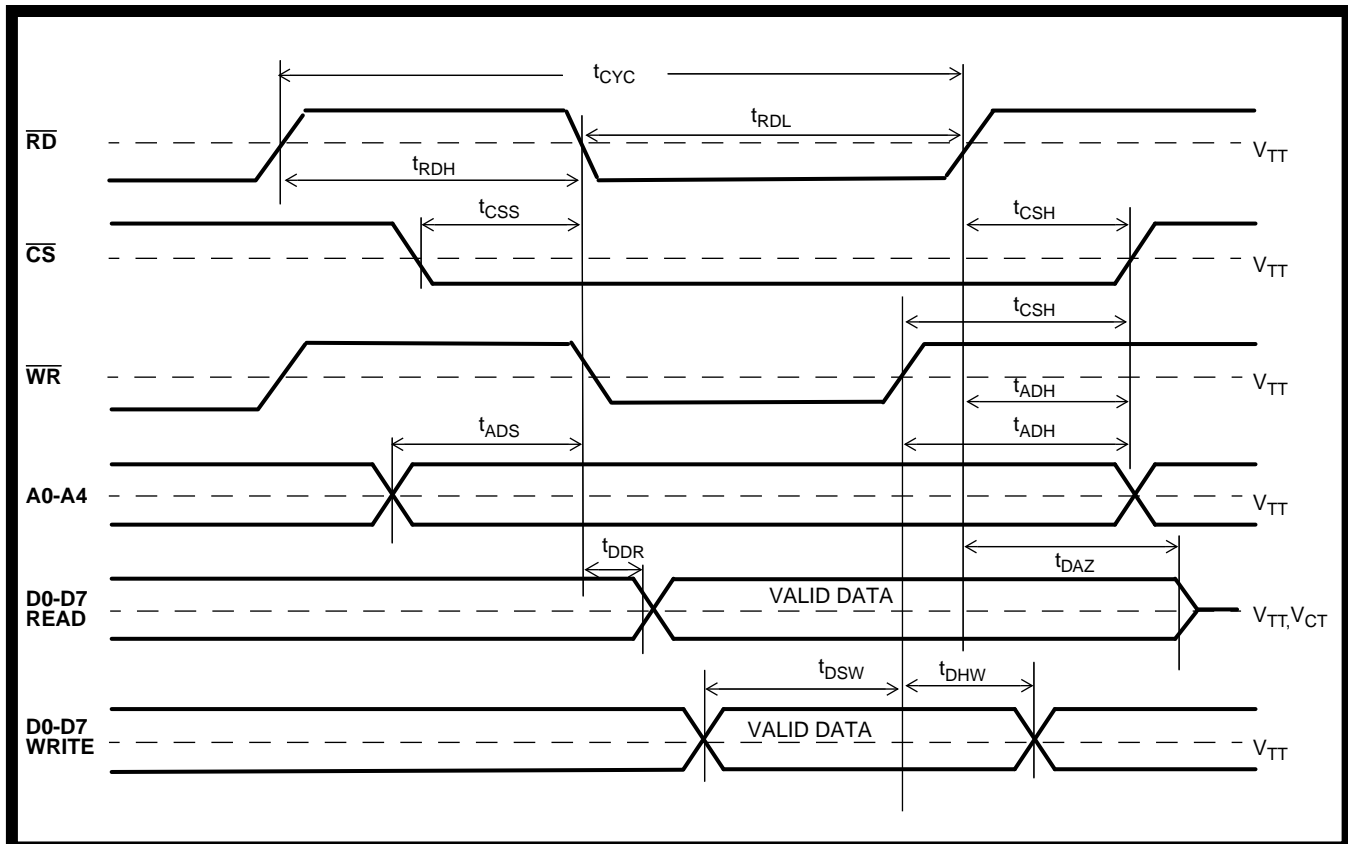 tCYC
RD
tRDL
VTT
tRDH
tCSS
tCSH
CS
VTT
tCSH
WR
VTT
tADH
tADS
tADH
A0-A4
VTT
tDDR
tDAZ
D0-D7
READ
VALID DATA
VTT,VCT
tDSW
tDHW
D0-D7
WRITE
VALID DATA
VTT